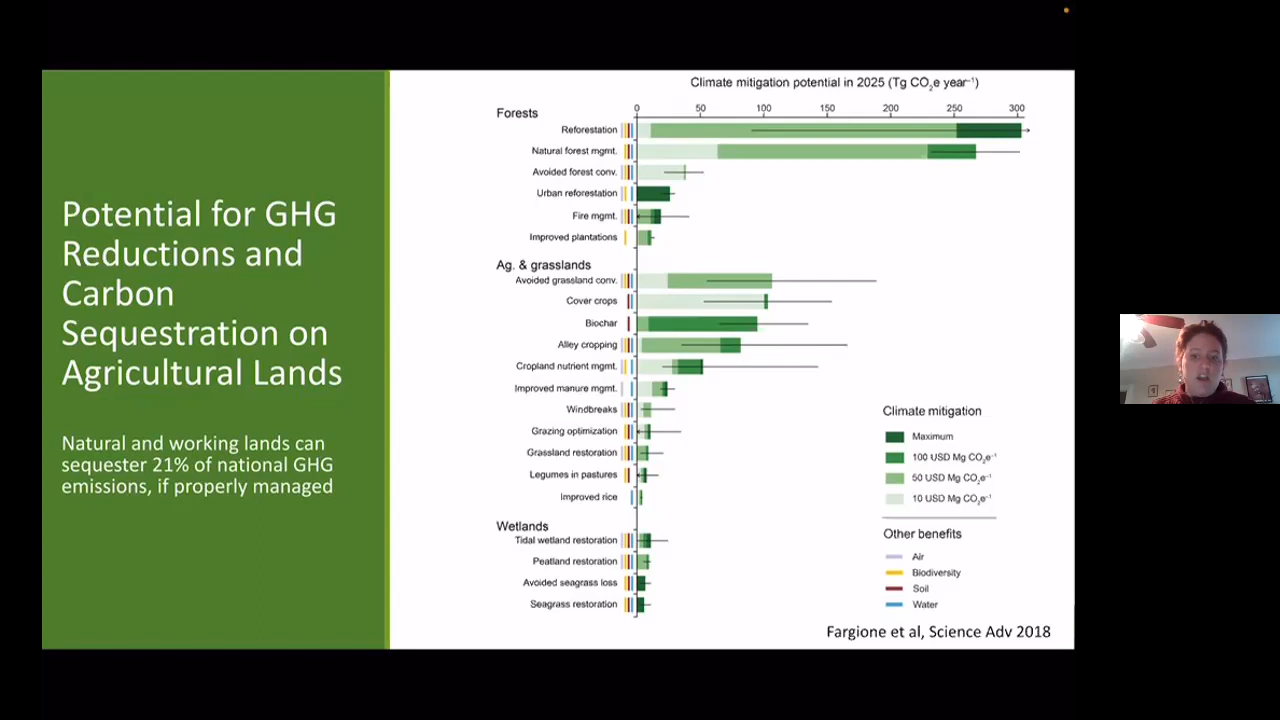 Potential for GHG
Reductions and
Carbon
Sequestration on
Agricultural Lands
Natural and working lands can
sequester 21% of national GHG
emissions, if properly managed
Climate mitigation potential in 2025 (Tg CO₂e year⁻¹)
0 50 100 150 200 250 300
Forests
Reforestation
Natural forest mgmt.
Avoided forest conv.
Urban reforestation
Fire mgmt.
Improved plantations
Ag. & grasslands
Avoided grassland conv.
Cover crops
Biochar
Alley cropping
Cropland nutrient mgmt.
Improved manure mgmt.
Windbreaks
Grazing optimization
Grassland restoration
Legumes in pastures
Improved rice
Wetlands
Tidal wetland restoration
Peatland restoration
Avoided seagrass loss
Seagrass restoration
Climate mitigation
Maximum
100 USD Mg CO₂e⁻¹
50 USD Mg CO₂e⁻¹
10 USD Mg CO₂e⁻¹
Other benefits
Air
Biodiversity
Soil
Water
Fargione et al, Science Adv 2018